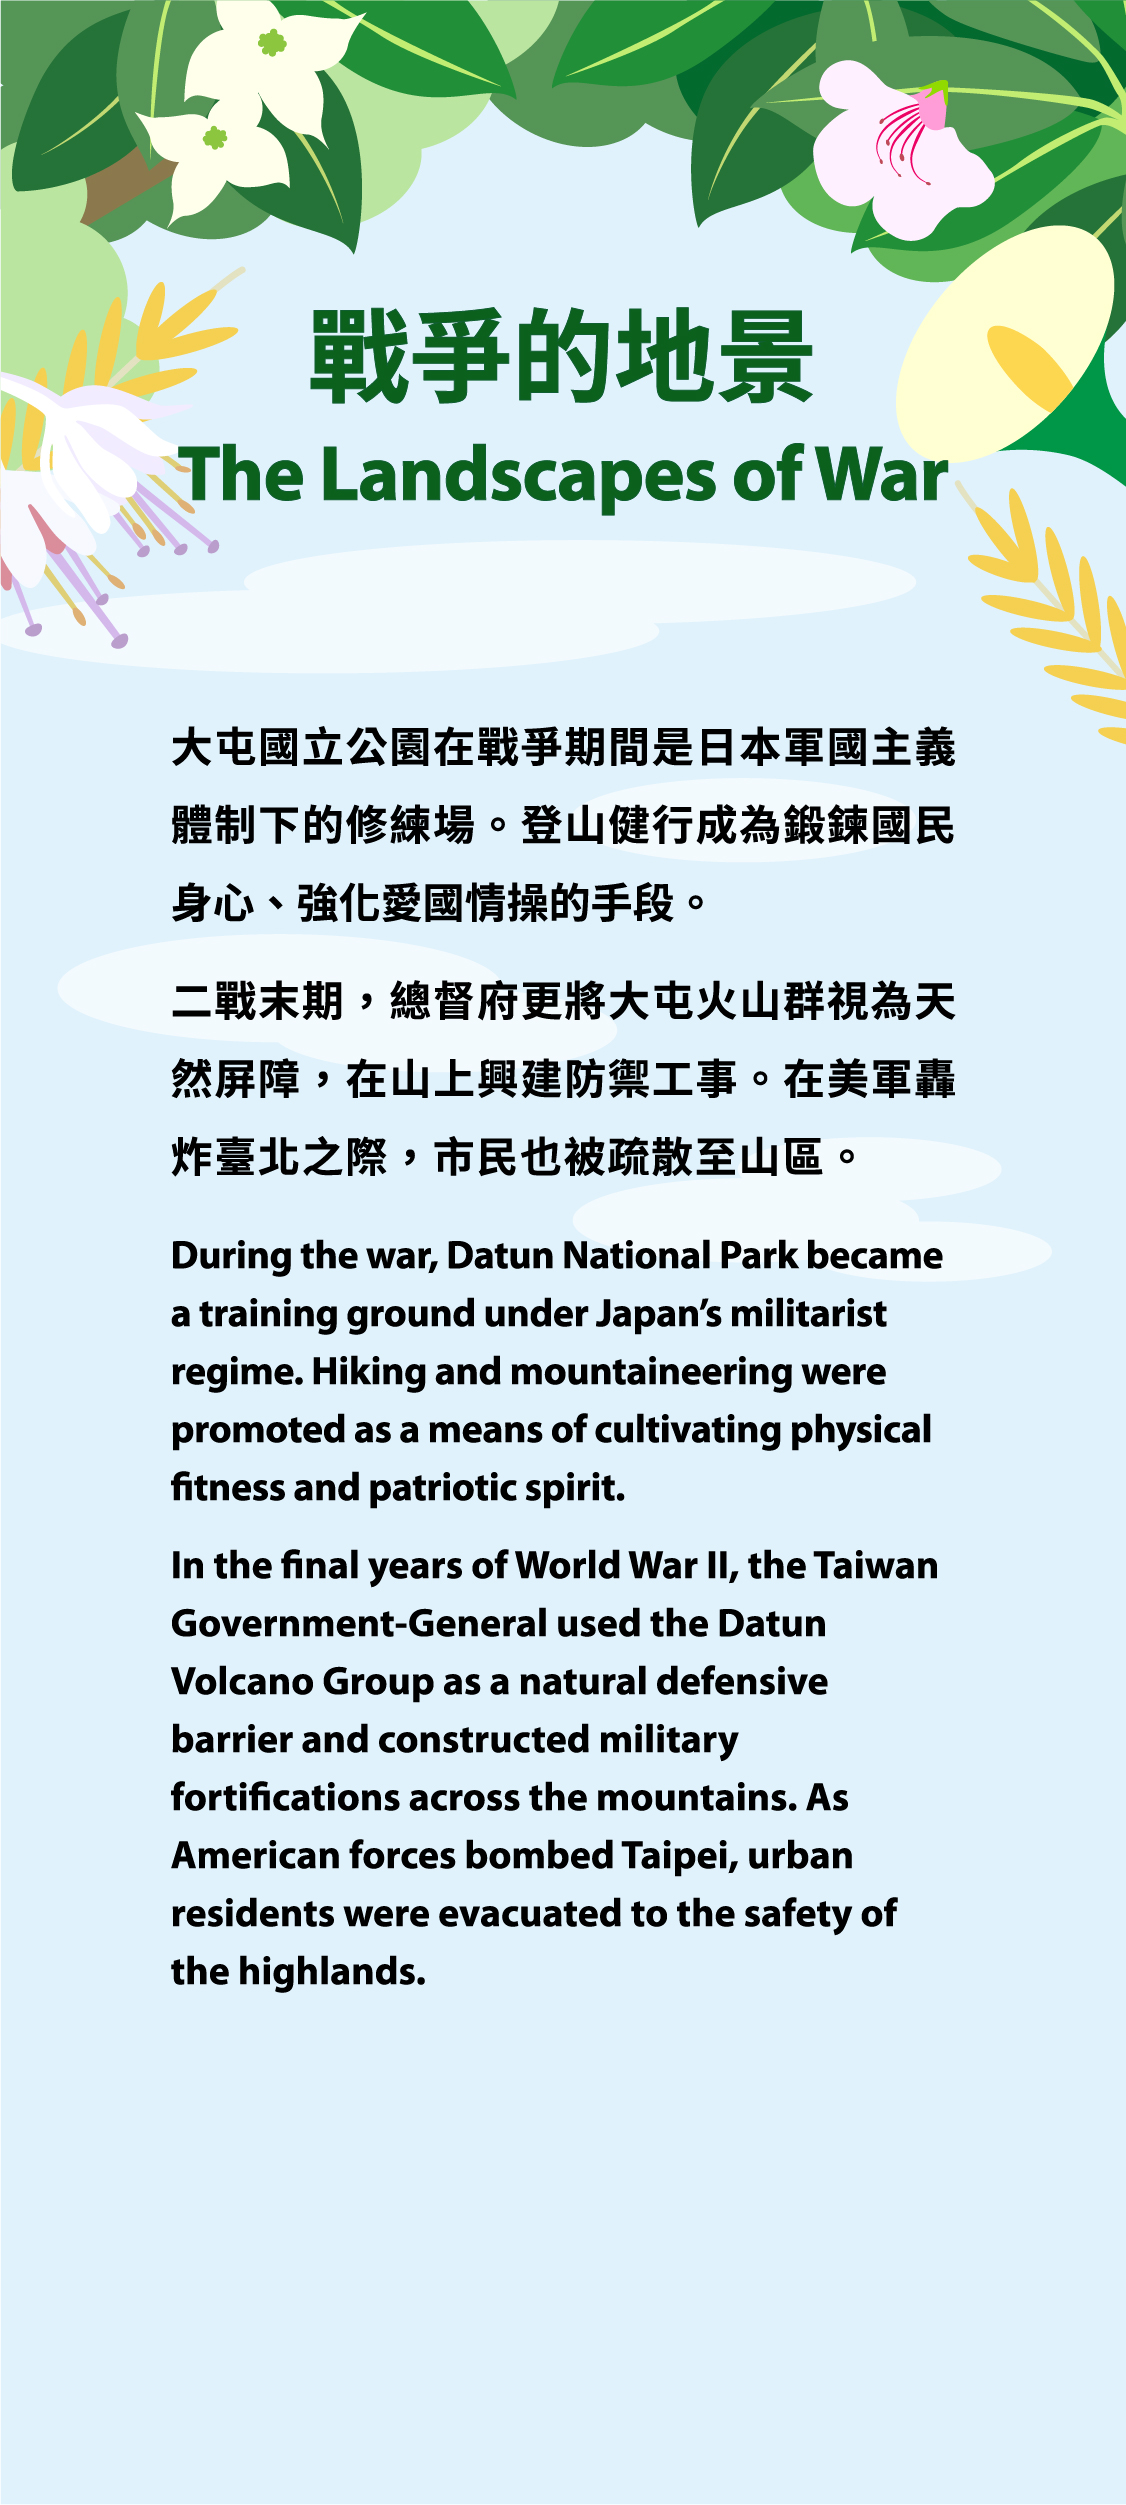 戰爭的地景
The Landscapes of War
大屯國立公園在戰爭期間是日本軍國主義
體制下的修練場。登山健行成為鍛鍊國民
身心、強化愛國情操的手段。
二戰末期，總督府更將大屯火山群視為天
然屏障，在山上興建防禦工事。在美軍轟
炸臺北之際，市民也被疏散至山區。
During the war, Datun National Park became
a training ground under Japan’s militarist
regime. Hiking and mountaineering were
promoted as a means of cultivating physical
fitness and patriotic spirit.
In the final years of World War II, the Taiwan
Government-General used the Datun
Volcano Group as a natural defensive
barrier and constructed military
fortifications across the mountains. As
American forces bombed Taipei, urban
residents were evacuated to the safety of
the highlands.